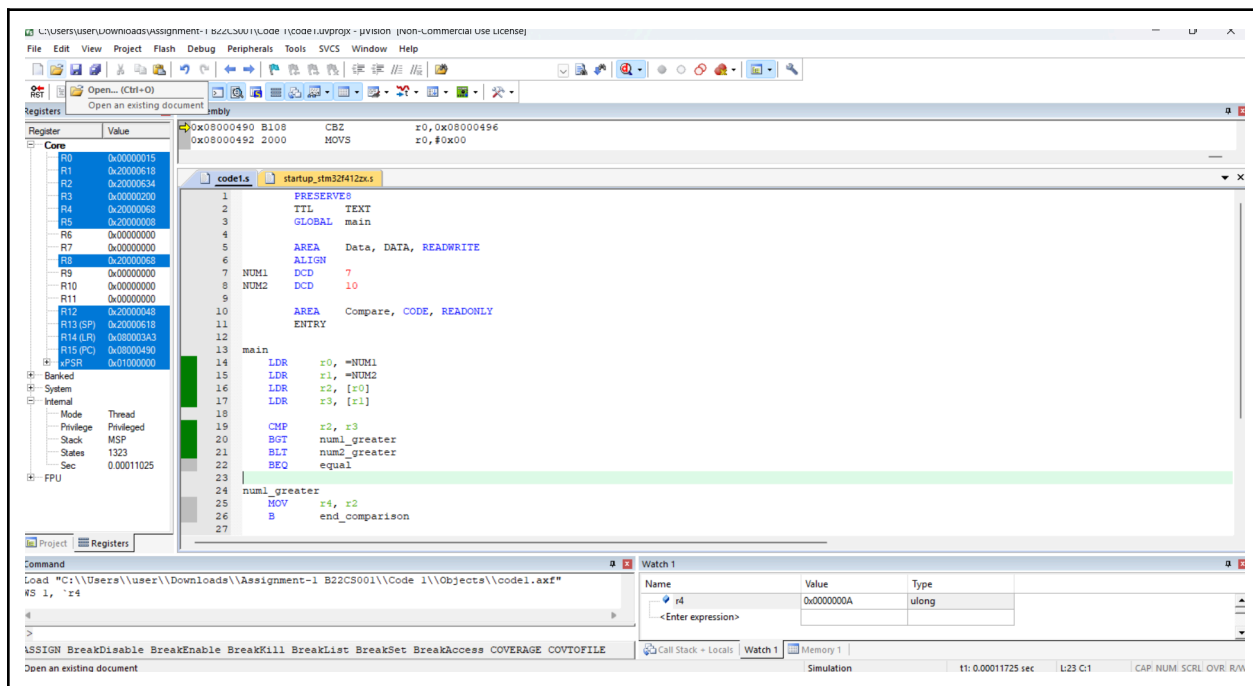 C:\Users\user\Downloads\Assignment-1 B22CS001\Code 1\code1.uvprojx - µVision [Non-Commercial Use License]
File Edit View Project Flash Debug Peripherals Tools SVCS Window Help
Open... (Ctrl+O)
Open an existing document
RST
Registers
Register Value
Core
R0 0x00000015
R1 0x20000618
R2 0x20000634
R3 0x00000200
R4 0x20000068
R5 0x20000008
R6 0x00000000
R7 0x00000000
R8 0x20000068
R9 0x00000000
R10 0x00000000
R11 0x00000000
R12 0x20000048
R13 (SP) 0x20000618
R14 (LR) 0x080003A3
R15 (PC) 0x08000490
xPSR 0x01000000
Banked
System
Internal
Mode Thread
Privilege Privileged
Stack MSP
States 1323
Sec 0.00011025
FPU
Project Registers
embly
0x08000490 B108 CBZ r0,0x08000496
0x08000492 2000 MOVS r0,#0x00
code1.s startup_stm32f412zx.s
1 PRESERVE8
2 TTL TEXT
3 GLOBAL main
4
5 AREA Data, DATA, READWRITE
6 ALIGN
7 NUM1 DCD 7
8 NUM2 DCD 10
9
10 AREA Compare, CODE, READONLY
11 ENTRY
12
13 main
14 LDR r0, =NUM1
15 LDR r1, =NUM2
16 LDR r2, [r0]
17 LDR r3, [r1]
18
19 CMP r2, r3
20 BGT num1_greater
21 BLT num2_greater
22 BEQ equal
23
24 num1_greater
25 MOV r4, r2
26 B end_comparison
27
Command
Load "C:\\Users\\user\\Downloads\\Assignment-1 B22CS001\\Code 1\\Objects\\code1.axf"
WS 1, `r4
>
ASSIGN BreakDisable BreakEnable BreakKill BreakList BreakSet BreakAccess COVERAGE COVTOFILE
Watch 1
Name Value Type
r4 0x0000000A ulong
<Enter expression>
Call Stack + Locals Watch 1 Memory 1
Open an existing document Simulation t1: 0.00011725 sec L:23 C:1 CAP NUM SCRL OVR R/W